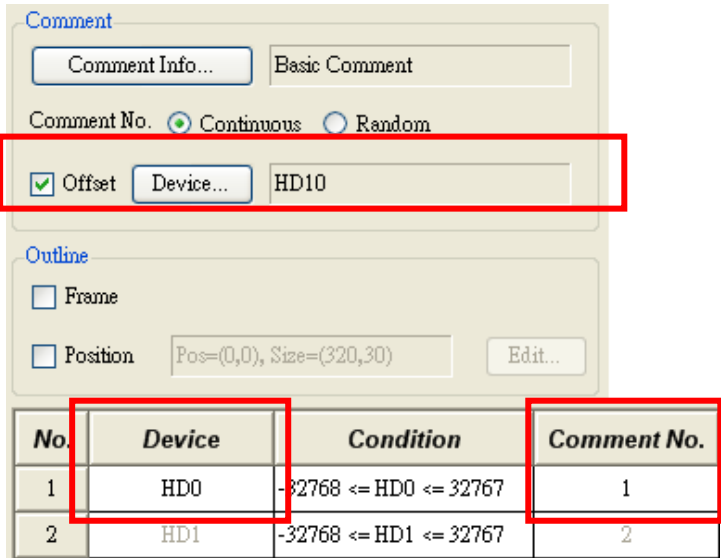 Comment
Comment Info... Basic Comment
Comment No. Continuous Random
Offset Device... HD10
Outline
Frame
Position Pos=(0,0), Size=(320,30) Edit...
No. Device Condition Comment No.
1 HD0 -32768 <= HD0 <= 32767 1
2 HD1 -32768 <= HD1 <= 32767 2